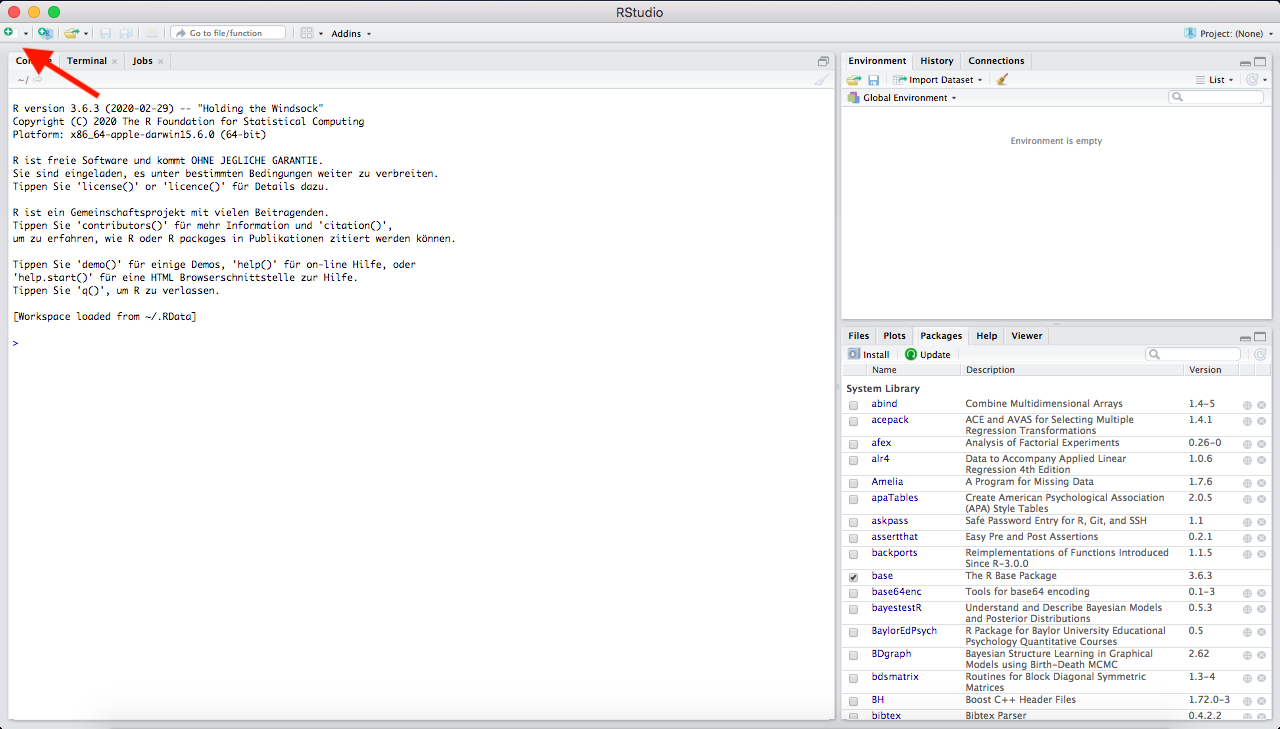 RStudio
Go to file/function
Addins
Project: (None)
Terminal
Jobs
~/
R version 3.6.3 (2020-02-29) -- "Holding the Windsock"
Copyright (C) 2020 The R Foundation for Statistical Computing
Platform: x86_64-apple-darwin15.6.0 (64-bit)
R ist freie Software und kommt OHNE JEGLICHE GARANTIE.
Sie sind eingeladen, es unter bestimmten Bedingungen weiter zu verbreiten.
Tippen Sie 'license()' or 'licence()' für Details dazu.
R ist ein Gemeinschaftsprojekt mit vielen Beitragenden.
Tippen Sie 'contributors()' für mehr Information und 'citation()',
um zu erfahren, wie R oder R packages in Publikationen zitiert werden können.
Tippen Sie 'demo()' für einige Demos, 'help()' für on-line Hilfe, oder
'help.start()' für eine HTML Browserschnittstelle zur Hilfe.
Tippen Sie 'q()', um R zu verlassen.
[Workspace loaded from ~/.RData]
>
Environment History Connections
Import Dataset List
Global Environment
Environment is empty
Files Plots Packages Help Viewer
Install Update
Name Description Version
System Library
abind Combine Multidimensional Arrays 1.4-5
acepack ACE and AVAS for Selecting Multiple 1.4.1
Regression Transformations
afex Analysis of Factorial Experiments 0.26-0
alr4 Data to Accompany Applied Linear 1.0.6
Regression 4th Edition
Amelia A Program for Missing Data 1.7.6
apaTables Create American Psychological Association 2.0.5
(APA) Style Tables
askpass Safe Password Entry for R, Git, and SSH 1.1
assertthat Easy Pre and Post Assertions 0.2.1
backports Reimplementations of Functions Introduced 1.1.5
Since R-3.0.0
base The R Base Package 3.6.3
base64enc Tools for base64 encoding 0.1-3
bayestestR Understand and Describe Bayesian Models 0.5.3
and Posterior Distributions
BaylorEdPsych R Package for Baylor University Educational 0.5
Psychology Quantitative Courses
BDgraph Bayesian Structure Learning in Graphical 2.62
Models using Birth-Death MCMC
bdsmatrix Routines for Block Diagonal Symmetric 1.3-4
Matrices
BH Boost C++ Header Files 1.72.0-3
bibtex Bibtex Parser 0.4.2.2